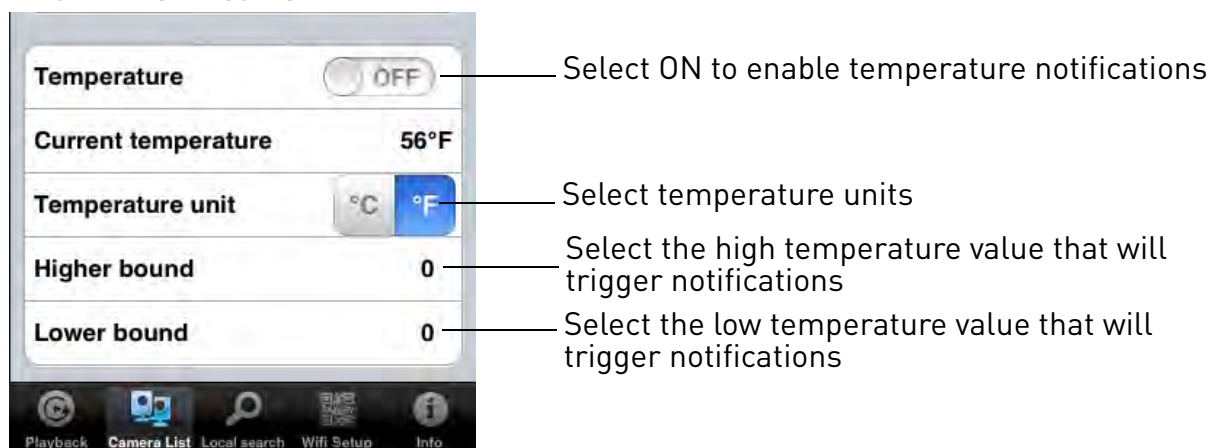 Temperature OFF Select ON to enable temperature notifications
Current temperature 56°F
Temperature unit °C °F Select temperature units
Higher bound 0 Select the high temperature value that will
trigger notifications
Lower bound 0 Select the low temperature value that will
trigger notifications
Playback Camera List Local search Wifi Setup Info